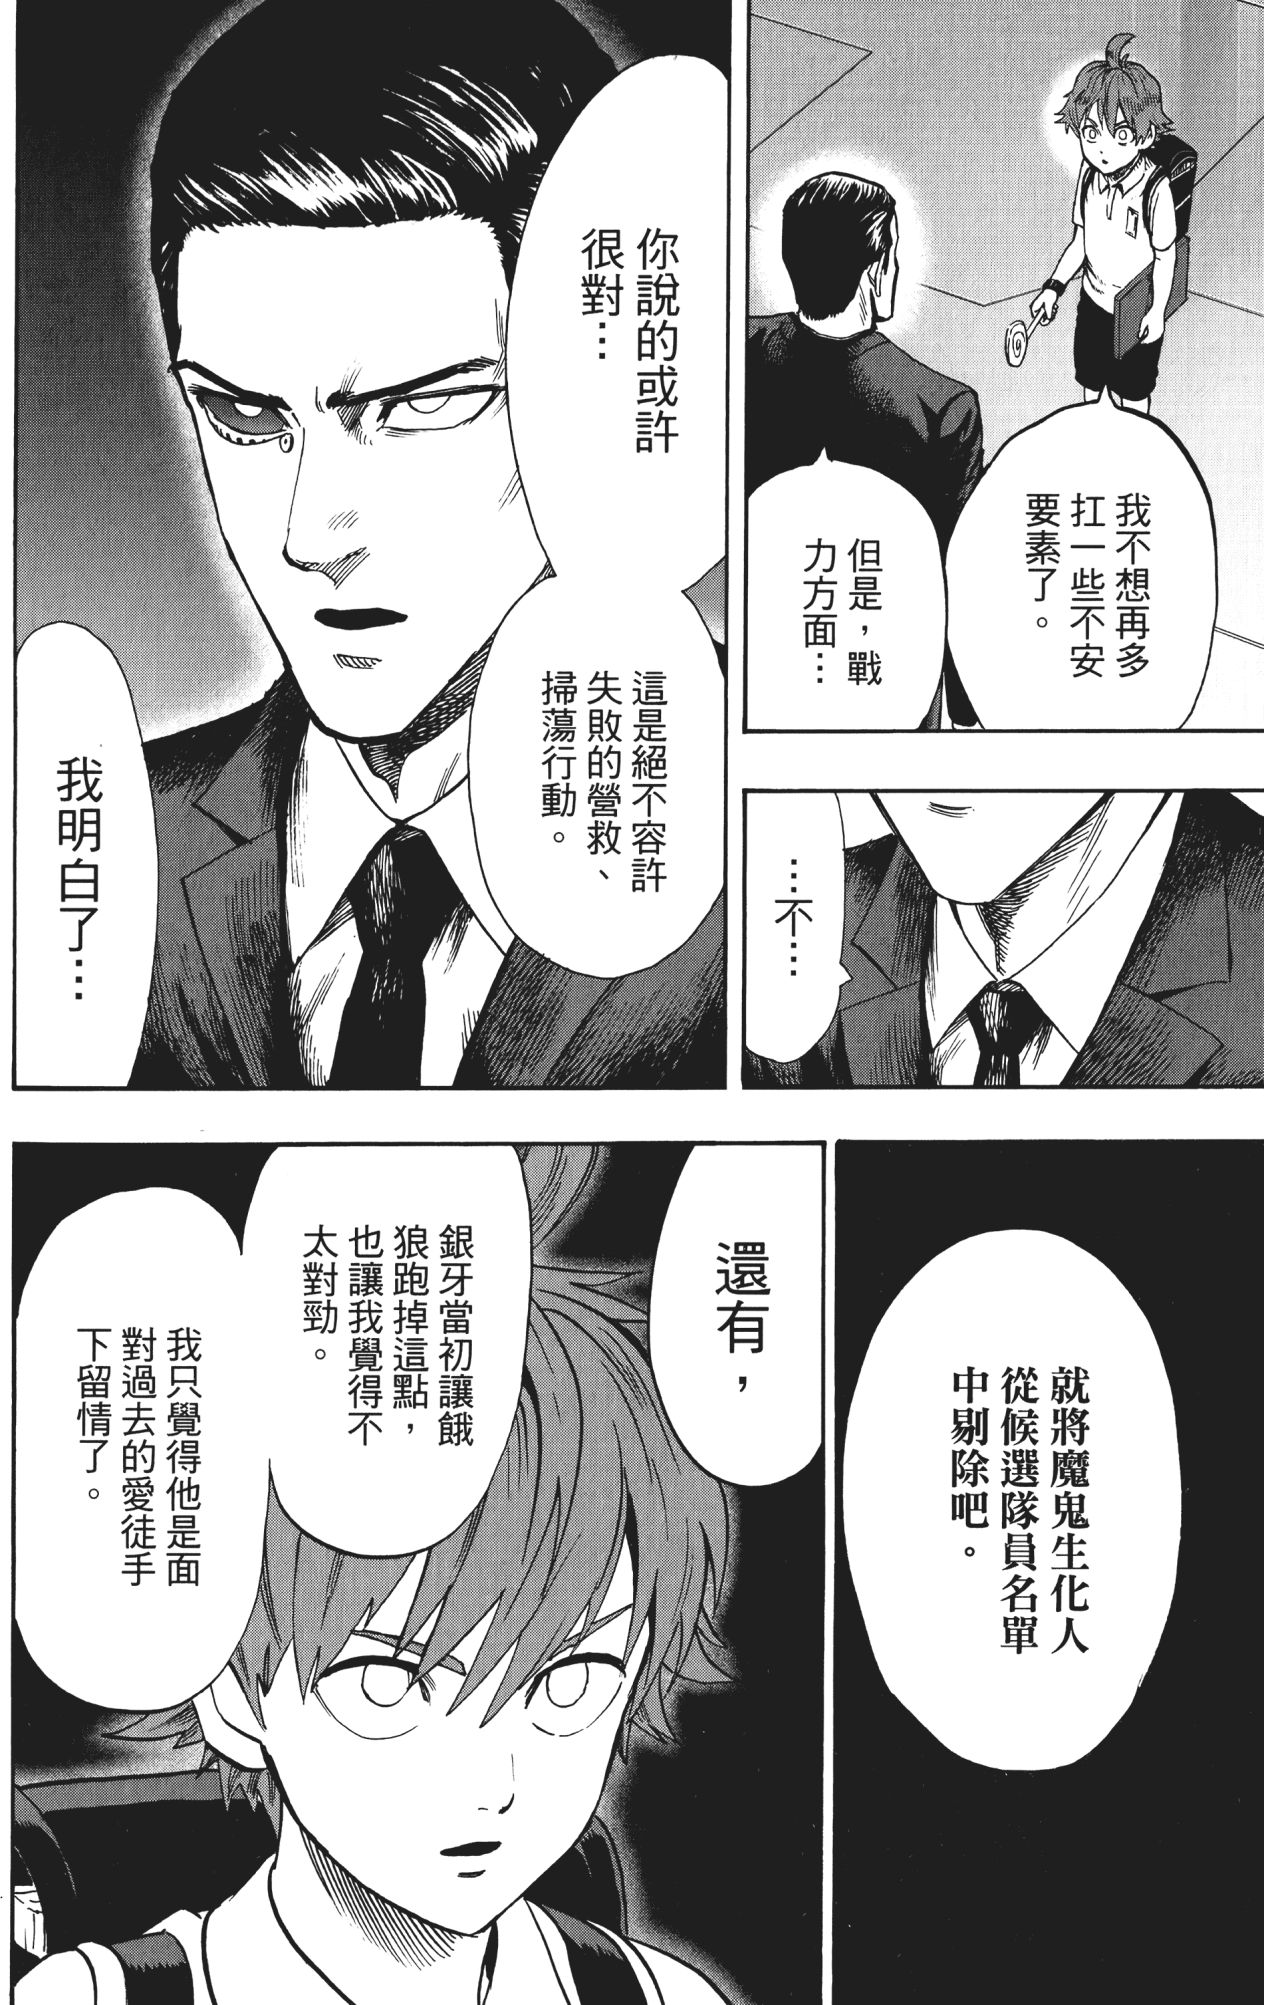 我不想再多
扛一些不安
要素了。
但是，戰
力方面…
…不…
你說的或許
很對…
這是絕不容許
失敗的營救、
掃蕩行動。
我明白了…
就將魔鬼生化人
從候選隊員名單
中剔除吧。
還有，
銀牙當初讓餓
狼跑掉這點，
也讓我覺得不
太對勁。
我只覺得他是面
對過去的愛徒手
下留情了。